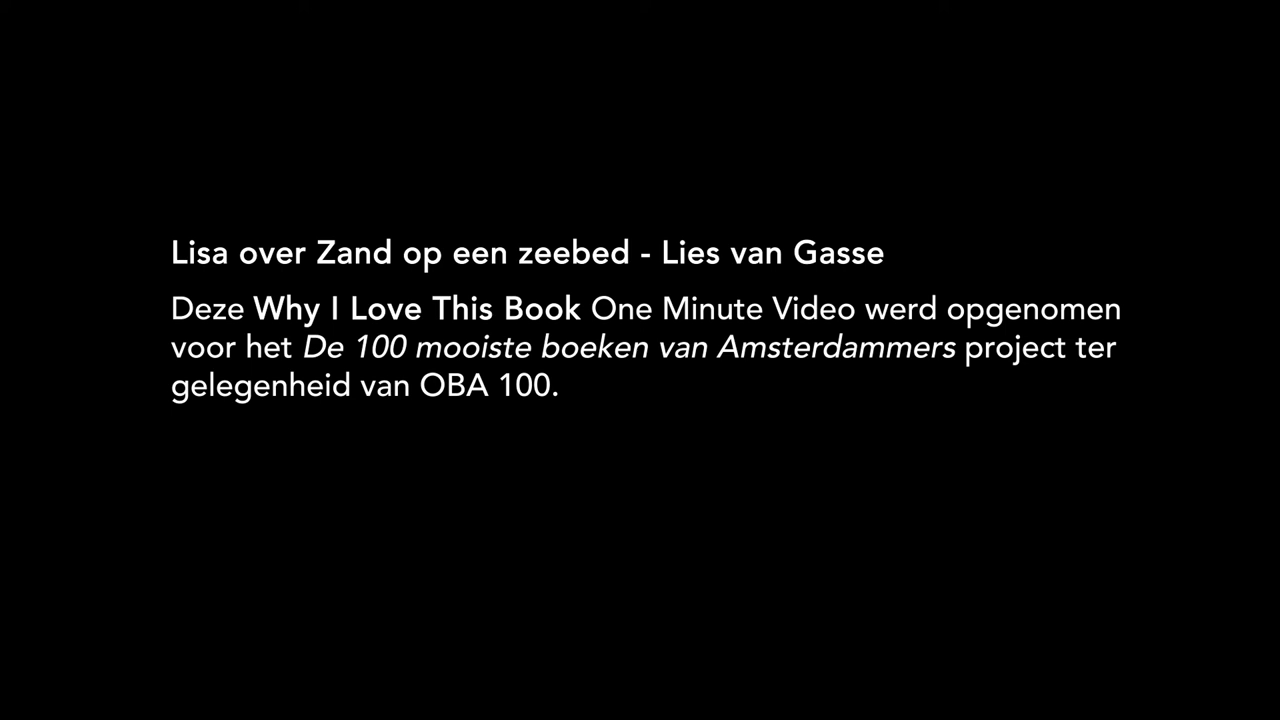 Lisa over Zand op een zeebed - Lies van Gasse
Deze Why I Love This Book One Minute Video werd opgenomen
voor het De 100 mooiste boeken van Amsterdammers project ter
gelegenheid van OBA 100.